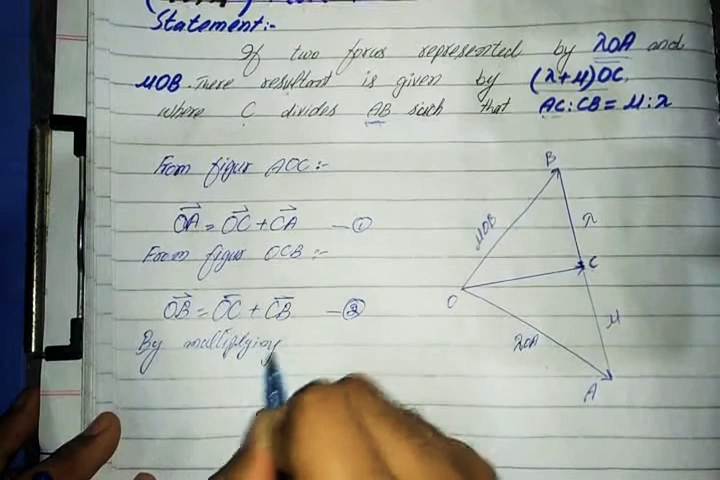 Statement:-
If two forces represented by λOA and
μOB. There resultant is given by (λ+μ)OC.
where C divides AB such that AC:CB = μ:λ
From figur AOC:-
OA = OC + CA —①
From figur OCB:-
OB = OC + CB —②
By multiplying
B
μOB
λ
C
O
μ
λOA
A